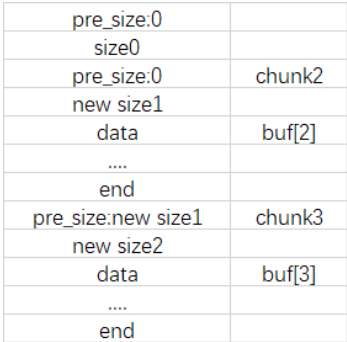 pre_size:0
size0
pre_size:0 chunk2
new size1
data buf[2]
....
end
pre_size:new size1 chunk3
new size2
data buf[3]
....
end